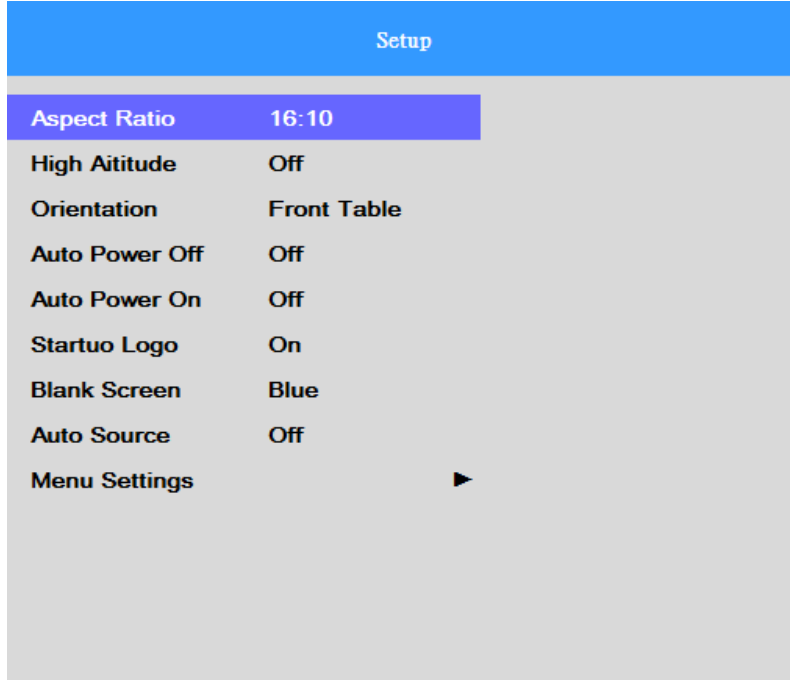 Setup
Aspect Ratio 16:10
High Aititude Off
Orientation Front Table
Auto Power Off Off
Auto Power On Off
Startuo Logo On
Blank Screen Blue
Auto Source Off
Menu Settings